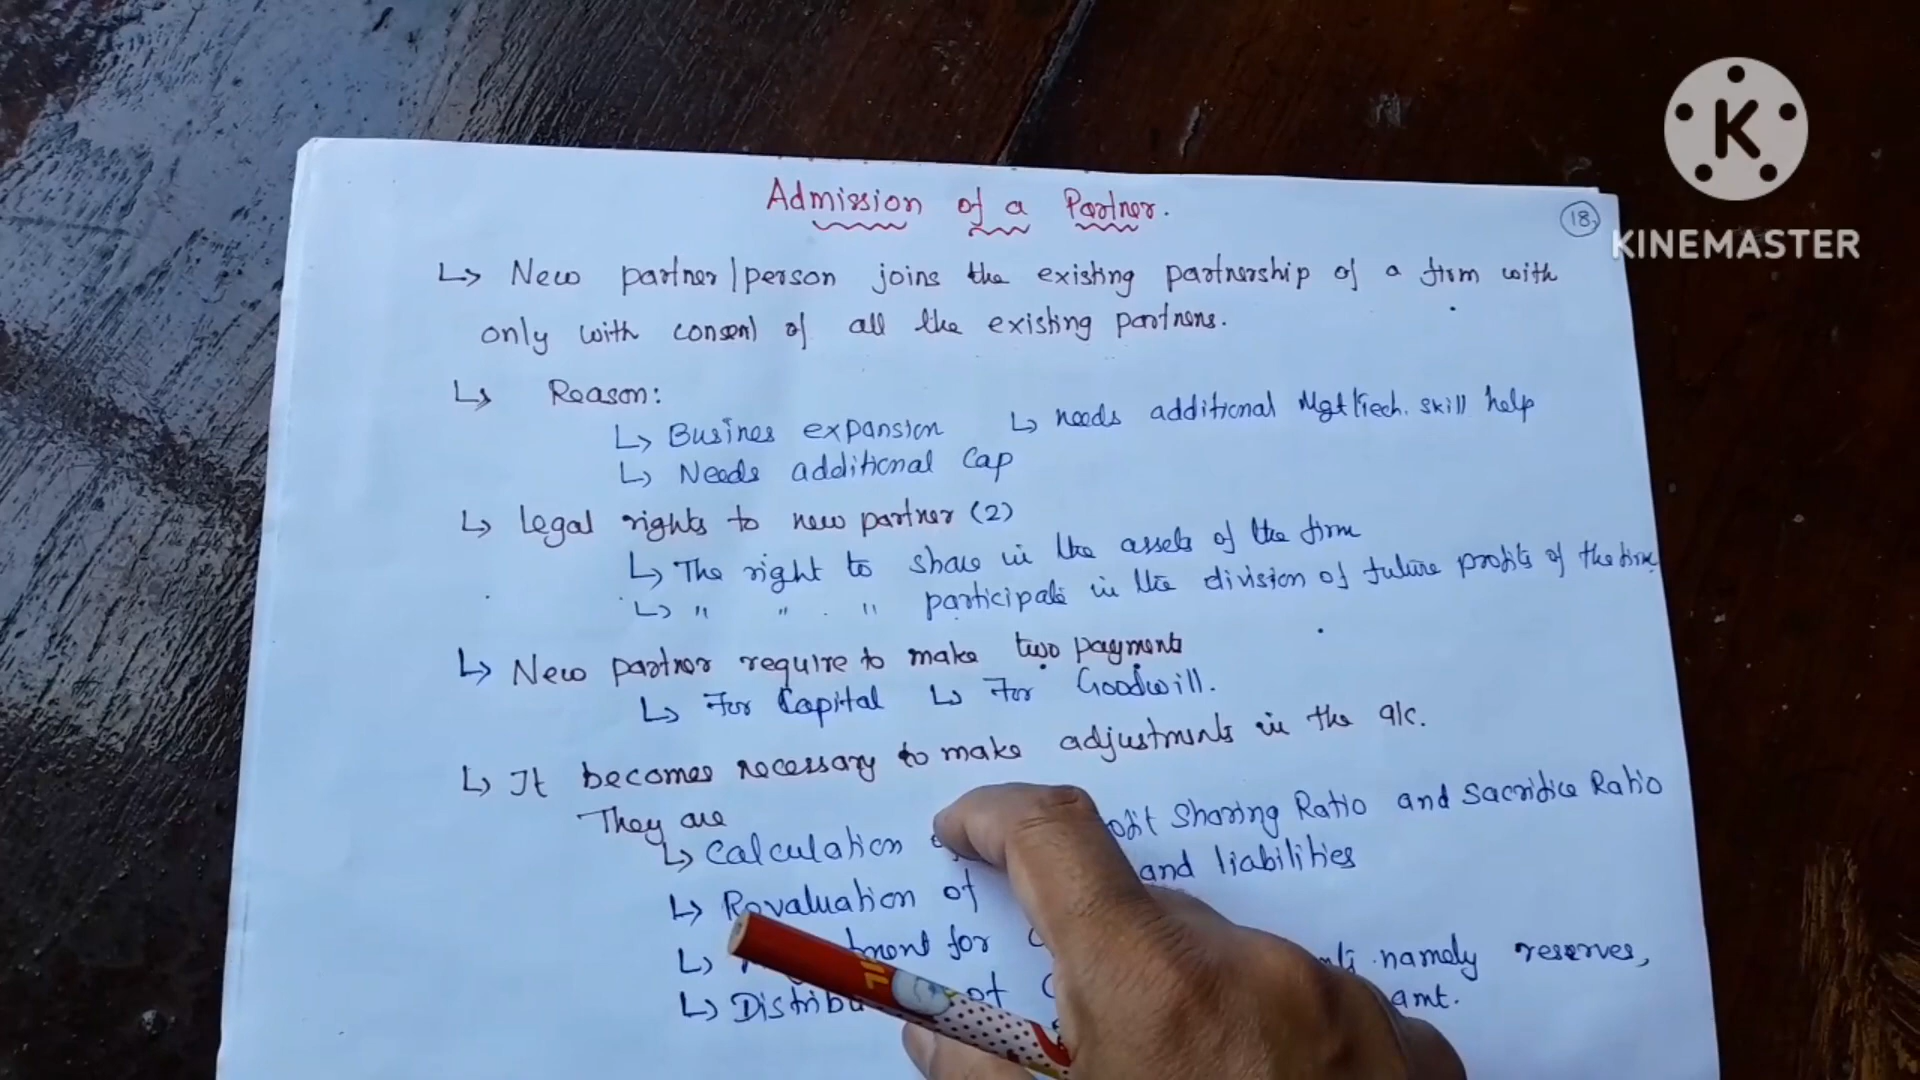 Admission of a Partner.
18
KINEMASTER
↳ New partner/person joins the existing partnership of a firm with
only with consent of all the existing partners.
↳ Reason:
↳ Busines expansion ↳ needs additional Mgt/Tech. skill help
↳ Needs additional Cap
↳ Legal rights to new partner (2)
↳ The right to share in the assets of the firm
↳ " " " participate in the division of future profits of the firm
↳ New partner require to make two payments
↳ For Capital ↳ For Goodwill.
↳ It becomes necessary to make adjustments in the a/c.
They are
↳ Calculation Sharing Ratio and Sacrifice Ratio
↳ Revaluation of and liabilities
↳ for namely reserves,
↳ of amt.